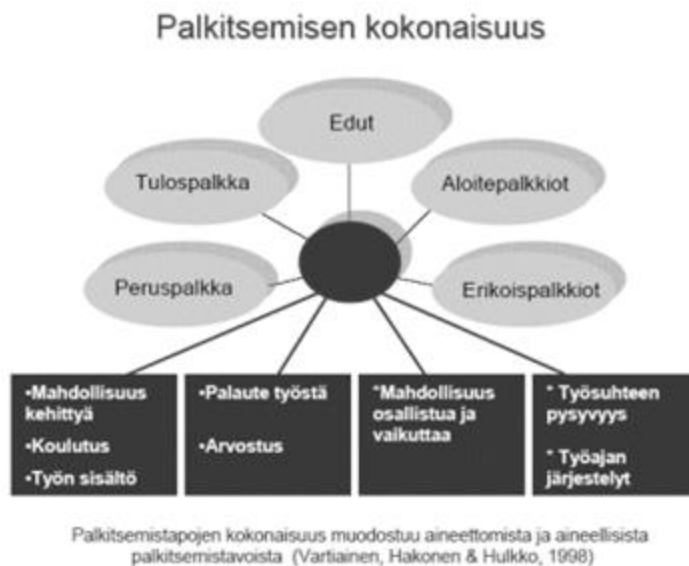 Palkitsemisen kokonaisuus
Edut
Tulospalkka
Aloitepalkkiot
Peruspalkka
Erikoispalkkiot
•Mahdollisuus
kehittyä
•Koulutus
•Työn sisältö
•Palaute työstä
•Arvostus
*Mahdollisuus
osallistua ja
vaikuttaa
* Työsuhteen
pysyvyys
* Työajan
järjestelyt
Palkitsemistapojen kokonaisuus muodostuu aineettomista ja aineellisista
palkitsemistavoista (Vartiainen, Hakonen & Hulkko, 1998)